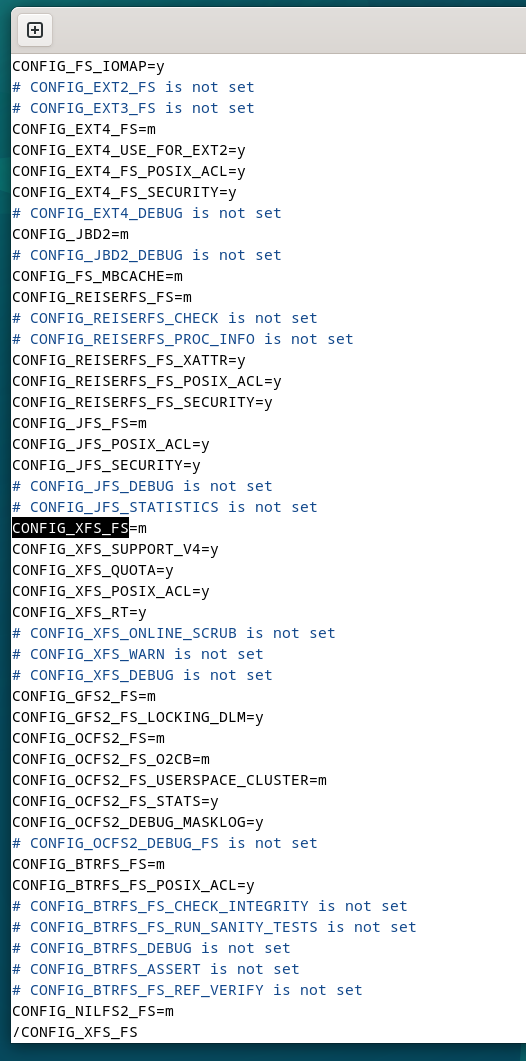 CONFIG_FS_IOMAP=y
# CONFIG_EXT2_FS is not set
# CONFIG_EXT3_FS is not set
CONFIG_EXT4_FS=m
CONFIG_EXT4_USE_FOR_EXT2=y
CONFIG_EXT4_FS_POSIX_ACL=y
CONFIG_EXT4_FS_SECURITY=y
# CONFIG_EXT4_DEBUG is not set
CONFIG_JBD2=m
# CONFIG_JBD2_DEBUG is not set
CONFIG_FS_MBCACHE=m
CONFIG_REISERFS_FS=m
# CONFIG_REISERFS_CHECK is not set
# CONFIG_REISERFS_PROC_INFO is not set
CONFIG_REISERFS_FS_XATTR=y
CONFIG_REISERFS_FS_POSIX_ACL=y
CONFIG_REISERFS_FS_SECURITY=y
CONFIG_JFS_FS=m
CONFIG_JFS_POSIX_ACL=y
CONFIG_JFS_SECURITY=y
# CONFIG_JFS_DEBUG is not set
# CONFIG_JFS_STATISTICS is not set
CONFIG_XFS_FS=m
CONFIG_XFS_SUPPORT_V4=y
CONFIG_XFS_QUOTA=y
CONFIG_XFS_POSIX_ACL=y
CONFIG_XFS_RT=y
# CONFIG_XFS_ONLINE_SCRUB is not set
# CONFIG_XFS_WARN is not set
# CONFIG_XFS_DEBUG is not set
CONFIG_GFS2_FS=m
CONFIG_GFS2_FS_LOCKING_DLM=y
CONFIG_OCFS2_FS=m
CONFIG_OCFS2_FS_O2CB=m
CONFIG_OCFS2_FS_USERSPACE_CLUSTER=m
CONFIG_OCFS2_FS_STATS=y
CONFIG_OCFS2_DEBUG_MASKLOG=y
# CONFIG_OCFS2_DEBUG_FS is not set
CONFIG_BTRFS_FS=m
CONFIG_BTRFS_FS_POSIX_ACL=y
# CONFIG_BTRFS_FS_CHECK_INTEGRITY is not set
# CONFIG_BTRFS_FS_RUN_SANITY_TESTS is not set
# CONFIG_BTRFS_DEBUG is not set
# CONFIG_BTRFS_ASSERT is not set
# CONFIG_BTRFS_FS_REF_VERIFY is not set
CONFIG_NILFS2_FS=m
/CONFIG_XFS_FS